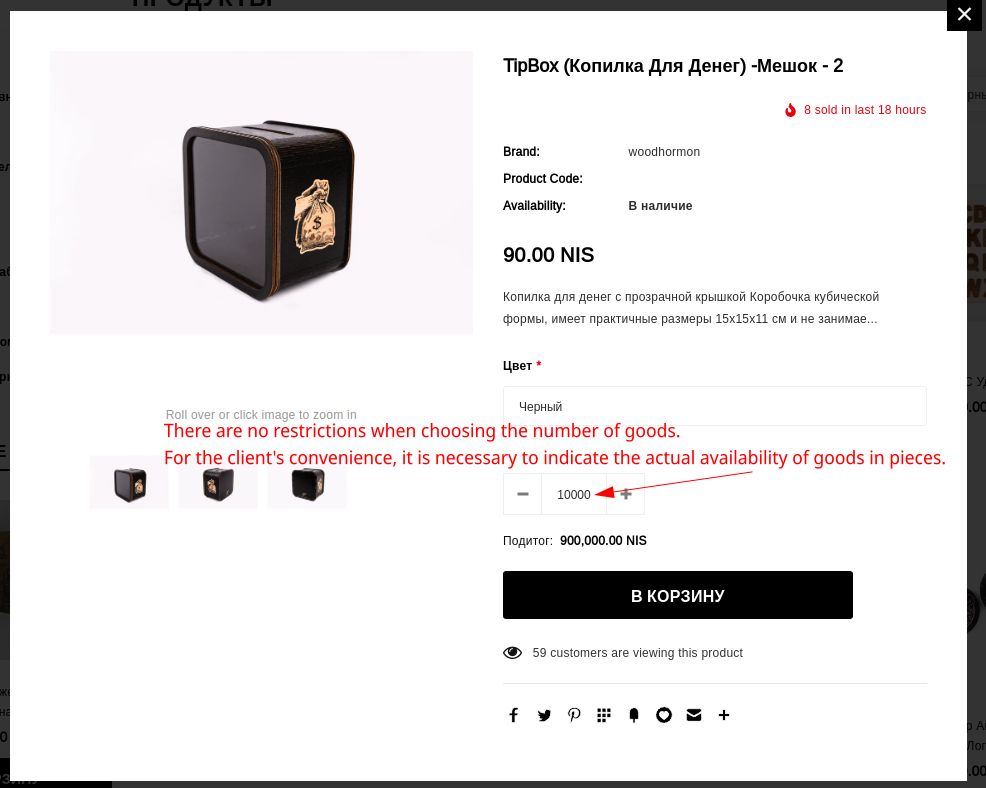 ПРОДУКТЫ
TipBox (Копилка Для Денег) -Мешок - 2
8 sold in last 18 hours
Brand: woodhormon
Product Code:
Availability: В наличие
90.00 NIS
Копилка для денег с прозрачной крышкой Коробочка кубической
формы, имеет практичные размеры 15х15х11 см и не занимае...
Цвет *
Черный
Roll over or click image to zoom in
There are no restrictions when choosing the number of goods.
For the client's convenience, it is necessary to indicate the actual availability of goods in pieces.
10000
Подитог: 900,000.00 NIS
В КОРЗИНУ
59 customers are viewing this product